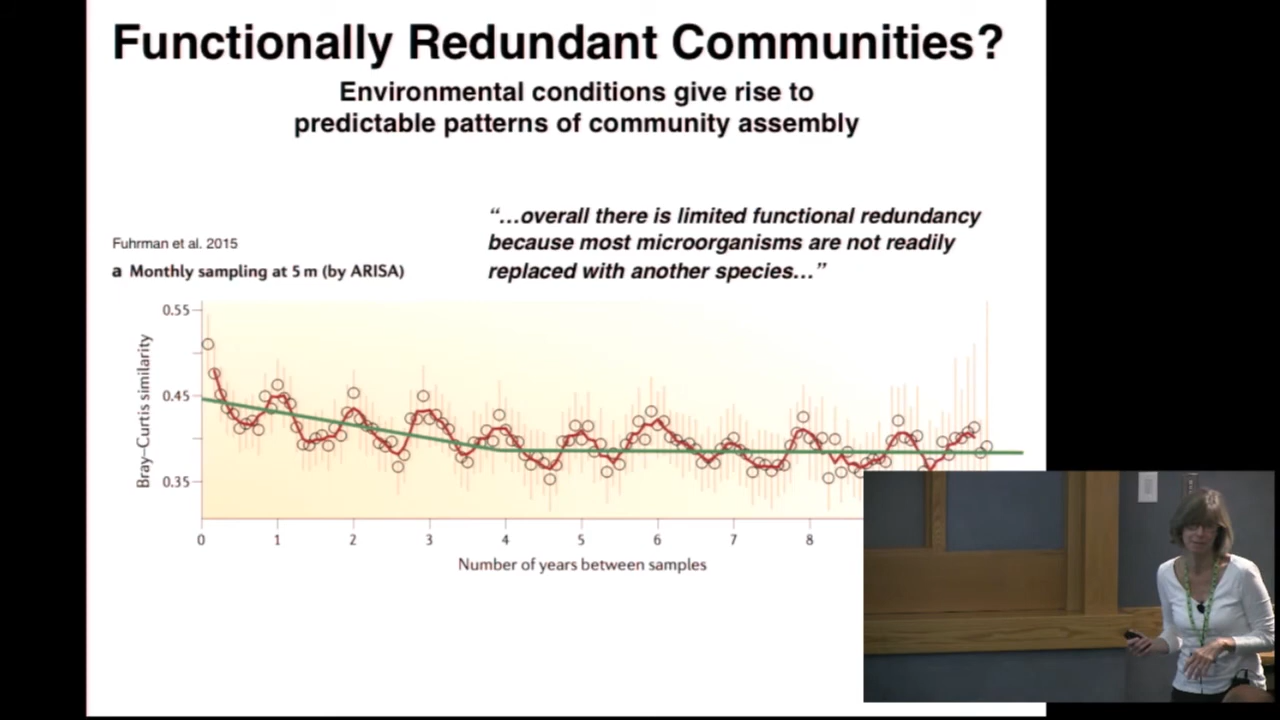 Functionally Redundant Communities?
Environmental conditions give rise to
predictable patterns of community assembly
“...overall there is limited functional redundancy
because most microorganisms are not readily
replaced with another species...”
Fuhrman et al. 2015
a Monthly sampling at 5 m (by ARISA)
Bray–Curtis similarity
0.55
0.45
0.35
0 1 2 3 4 5 6 7 8
Number of years between samples